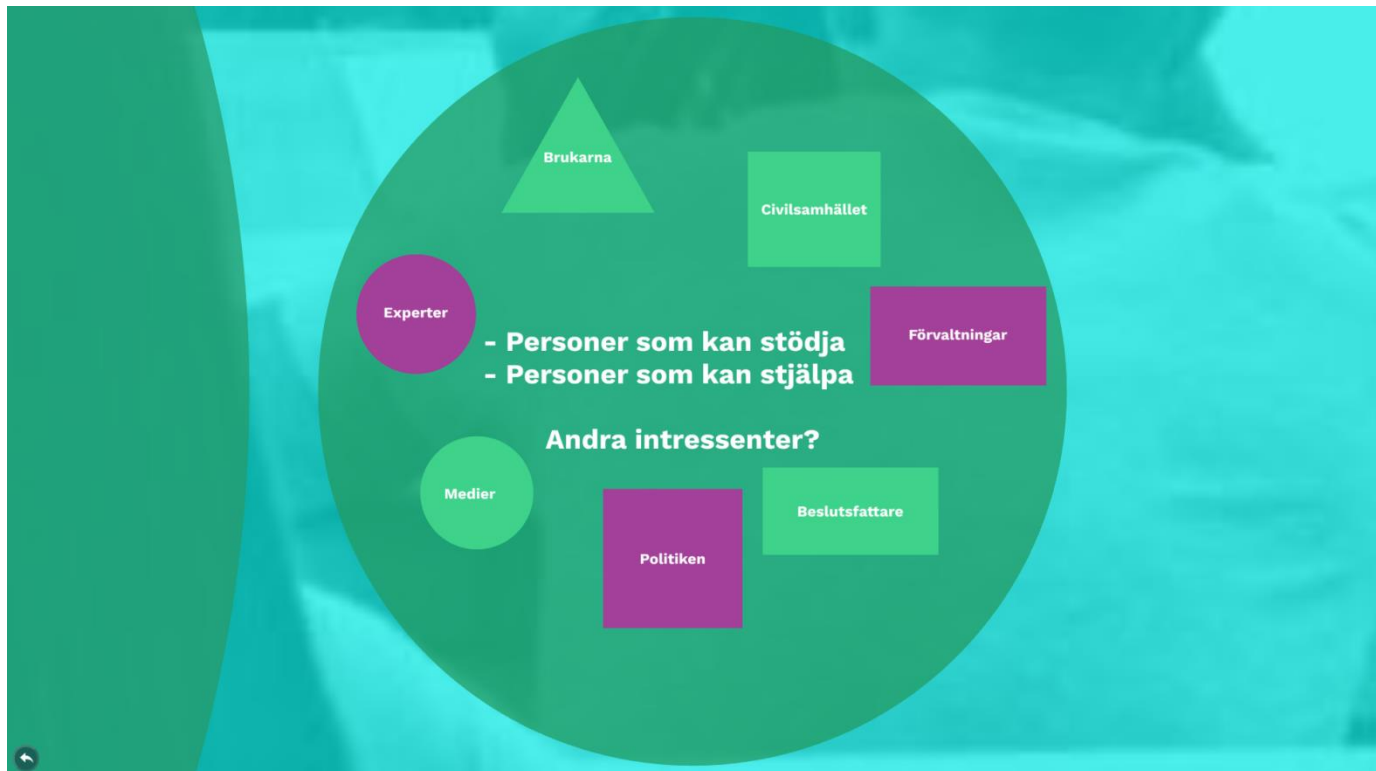 Brukarna
Civilsamhället
Experter
Förvaltningar
- Personer som kan stödja
- Personer som kan stjälpa
Andra intressenter?
Medier
Beslutsfattare
Politiken